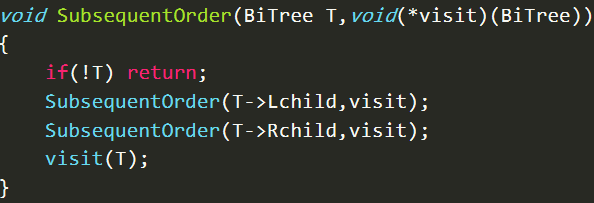 void SubsequentOrder(BiTree T,void(*visit)(BiTree))
{
    if(!T) return;
    SubsequentOrder(T->Lchild,visit);
    SubsequentOrder(T->Rchild,visit);
    visit(T);
}